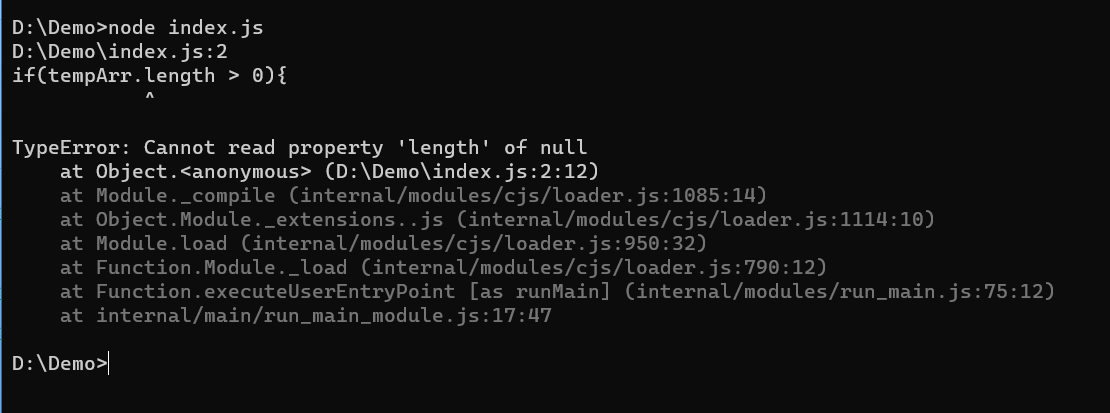 D:\Demo>node index.js
D:\Demo\index.js:2
if(tempArr.length > 0){
           ^
TypeError: Cannot read property 'length' of null
    at Object.<anonymous> (D:\Demo\index.js:2:12)
    at Module._compile (internal/modules/cjs/loader.js:1085:14)
    at Object.Module._extensions..js (internal/modules/cjs/loader.js:1114:10)
    at Module.load (internal/modules/cjs/loader.js:950:32)
    at Function.Module._load (internal/modules/cjs/loader.js:790:12)
    at Function.executeUserEntryPoint [as runMain] (internal/modules/run_main.js:75:12)
    at internal/main/run_main_module.js:17:47
D:\Demo>